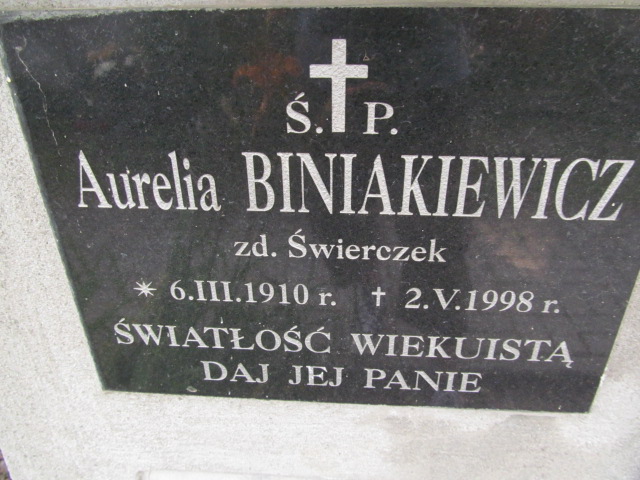 Ś. P.
Aurelia BINIAKIEWICZ
zd. Świerczek
* 6.III.1910 r. † 2.V.1998 r.
ŚWIATŁOŚĆ WIEKUISTĄ
DAJ JEJ PANIE